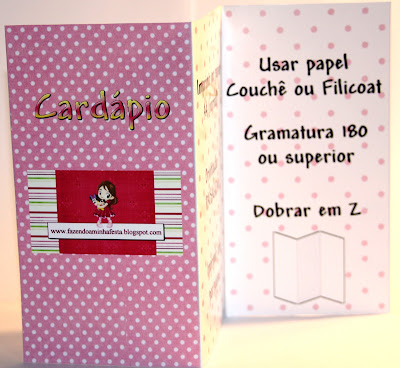 Cardápio
www.fazendoaminhafesta.blogspot.com
Usar papel
Couchê ou Filicoat
Gramatura 180
ou superior
Dobrar em Z